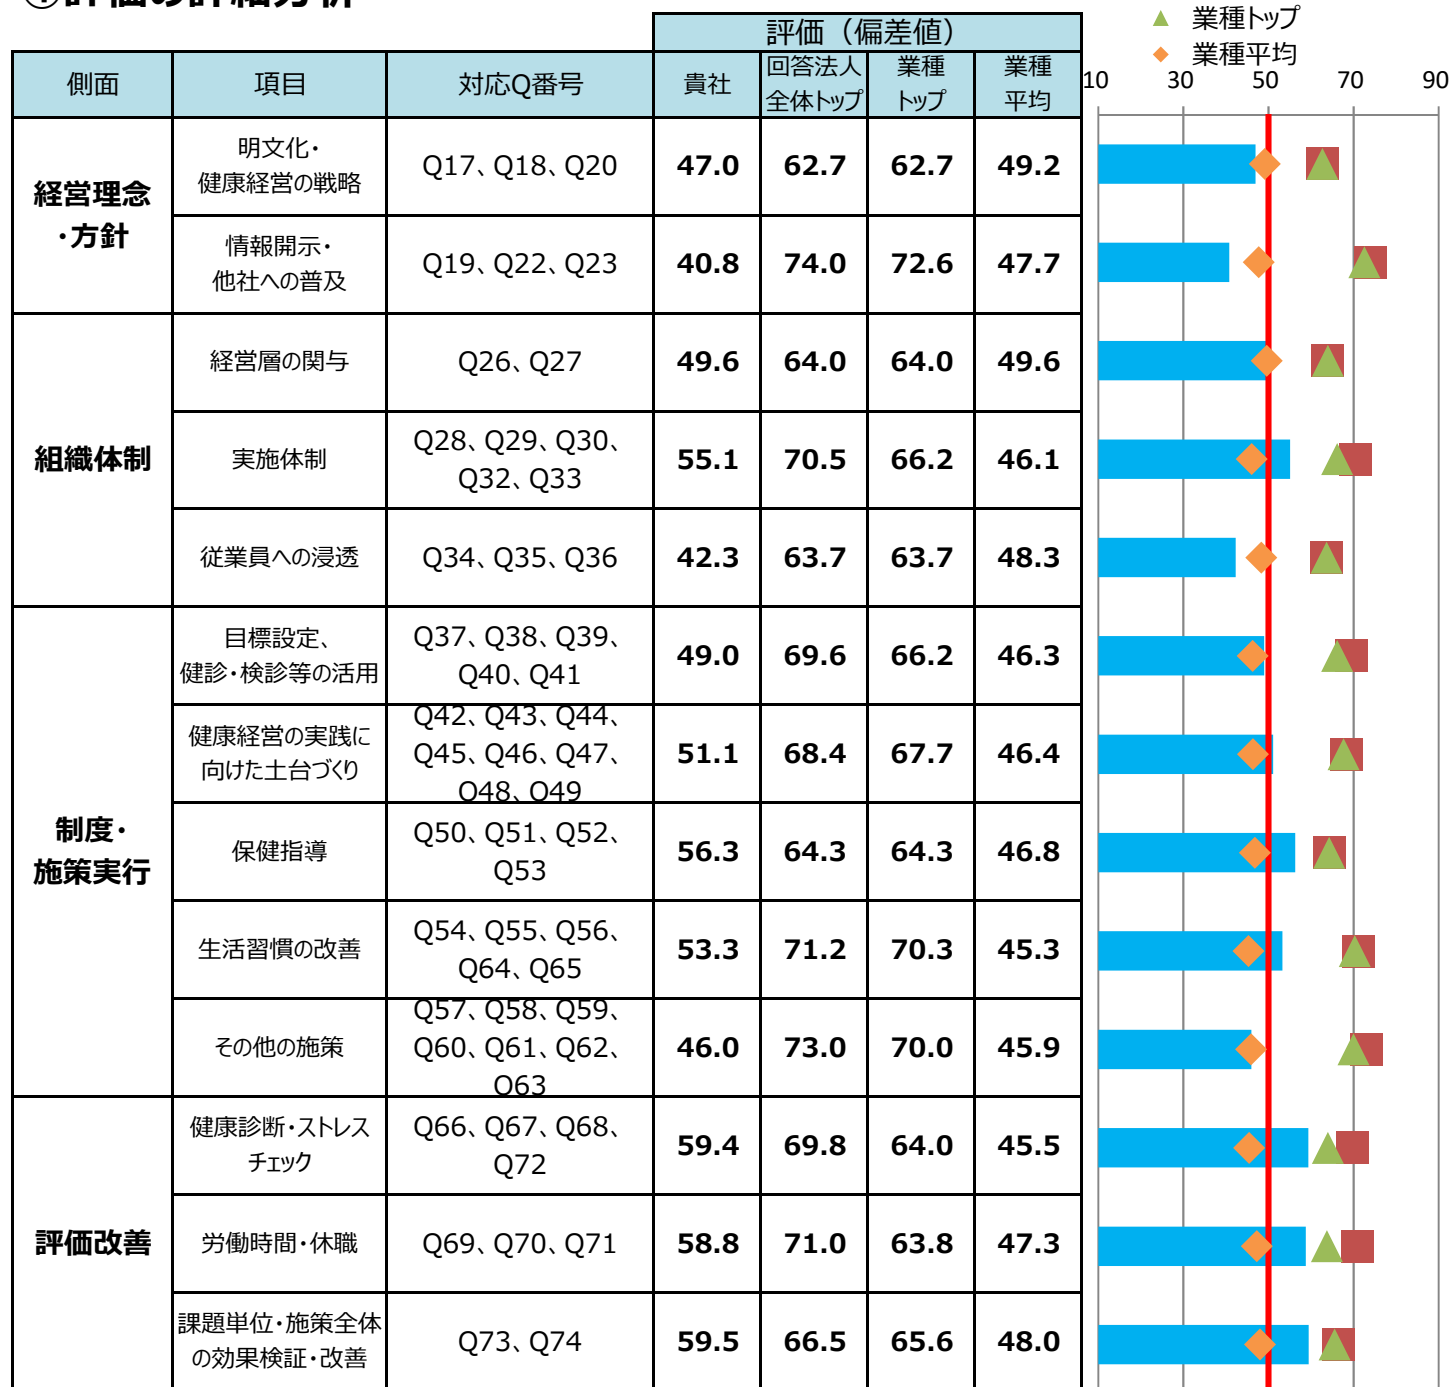 ①評価の詳細分析
▲ 業種トップ
◆ 業種平均
評価（偏差値）
側面 項目 対応Q番号 貴社 回答法人全体トップ 業種トップ 業種平均
10 30 50 70 90
経営理念・方針
明文化・健康経営の戦略 Q17、Q18、Q20 47.0 62.7 62.7 49.2
情報開示・他社への普及 Q19、Q22、Q23 40.8 74.0 72.6 47.7
組織体制
経営層の関与 Q26、Q27 49.6 64.0 64.0 49.6
実施体制 Q28、Q29、Q30、Q32、Q33 55.1 70.5 66.2 46.1
従業員への浸透 Q34、Q35、Q36 42.3 63.7 63.7 48.3
制度・施策実行
目標設定、健診・検診等の活用 Q37、Q38、Q39、Q40、Q41 49.0 69.6 66.2 46.3
健康経営の実践に向けた土台づくり Q42、Q43、Q44、Q45、Q46、Q47、Q48、Q49 51.1 68.4 67.7 46.4
保健指導 Q50、Q51、Q52、Q53 56.3 64.3 64.3 46.8
生活習慣の改善 Q54、Q55、Q56、Q64、Q65 53.3 71.2 70.3 45.3
その他の施策 Q57、Q58、Q59、Q60、Q61、Q62、Q63 46.0 73.0 70.0 45.9
評価改善
健康診断・ストレスチェック Q66、Q67、Q68、Q72 59.4 69.8 64.0 45.5
労働時間・休職 Q69、Q70、Q71 58.8 71.0 63.8 47.3
課題単位・施策全体の効果検証・改善 Q73、Q74 59.5 66.5 65.6 48.0